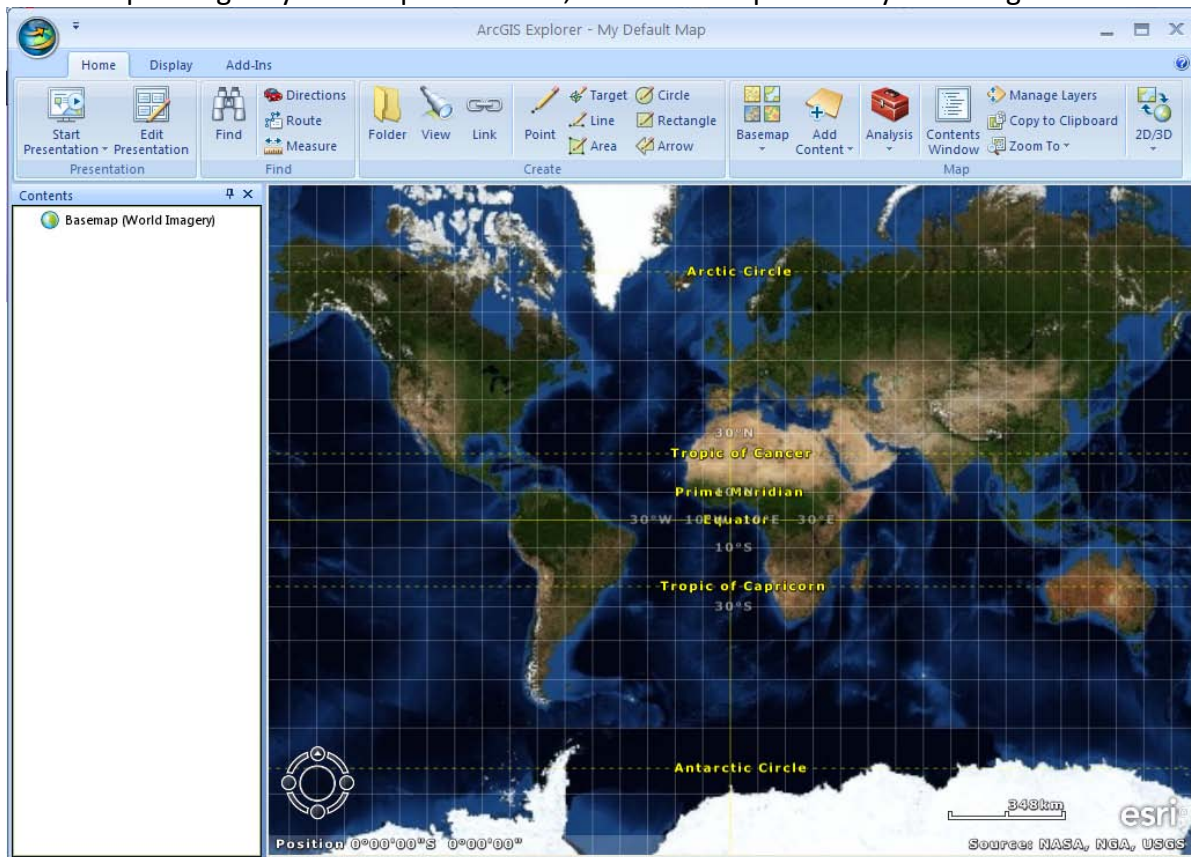 ArcGIS Explorer - My Default Map
Home Display Add-Ins
Start Presentation
Edit Presentation
Presentation
Find
Directions
Route
Measure
Find
Folder
View
Link
Point
Target
Line
Area
Circle
Rectangle
Arrow
Create
Basemap
Add Content
Analysis
Contents Window
Manage Layers
Copy to Clipboard
Zoom To
Map
2D/3D
Contents
Basemap (World Imagery)
Arctic Circle
30°N
Tropic of Cancer
Prime Meridian
30°W Equator 30°E
10°S
Tropic of Capricorn
30°S
Antarctic Circle
348km
esri
Position 0°00'00"S 0°00'00"
Sources: NASA, NGA, USGS